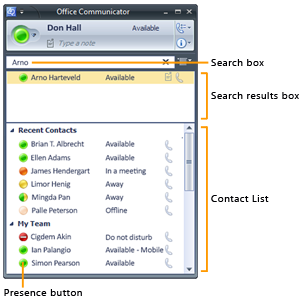 Office Communicator
Don Hall Available
Type a note
Arno
Search box
Arno Harteveld Available
Search results box
Recent Contacts
Brian T. Albrecht Available
Ellen Adams Available
James Hendergart In a meeting
Limor Henig Away
Contact List
Mingda Pan Away
Palle Peterson Offline
My Team
Cigdem Akin Do not disturb
Ian Palangio Available - Mobile
Simon Pearson Available
Presence button